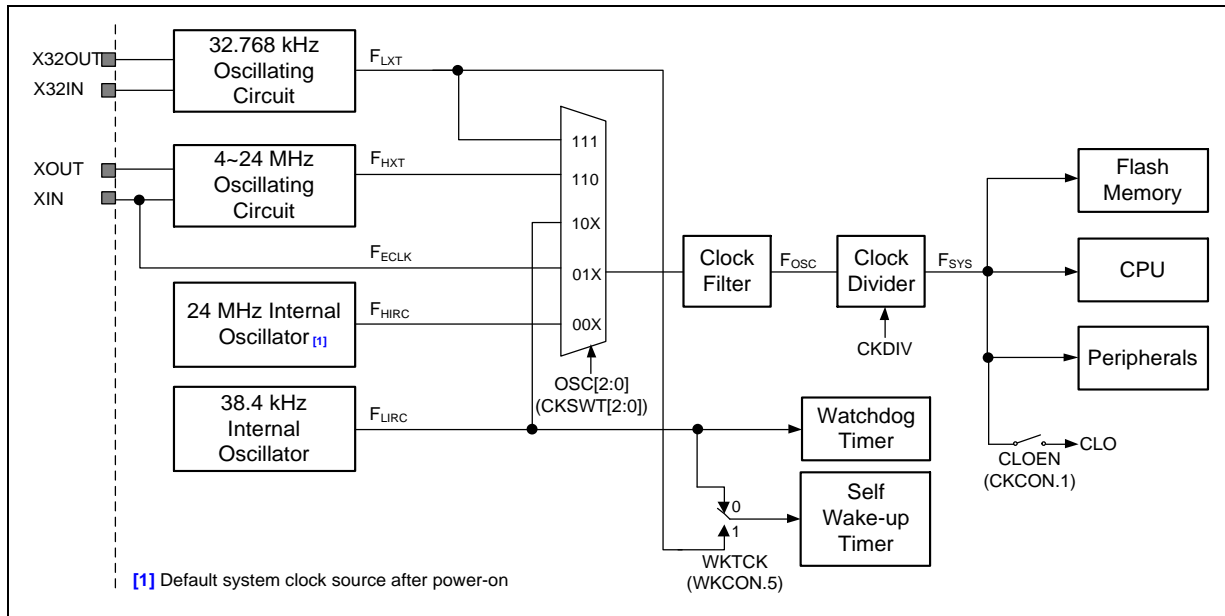 X32OUT
X32IN
32.768 kHz
Oscillating
Circuit
FLXT
XOUT
XIN
4~24 MHz
Oscillating
Circuit
FHXT
FECLK
24 MHz Internal
Oscillator [1]
FHIRC
38.4 kHz
Internal
Oscillator
FLIRC
111
110
10X
01X
00X
OSC[2:0]
(CKSWT[2:0])
Clock
Filter
FOSC
Clock
Divider
CKDIV
FSYS
Flash
Memory
CPU
Peripherals
CLOEN
(CKCON.1)
CLO
Watchdog
Timer
0
1
WKTCK
(WKCON.5)
Self
Wake-up
Timer
[1] Default system clock source after power-on